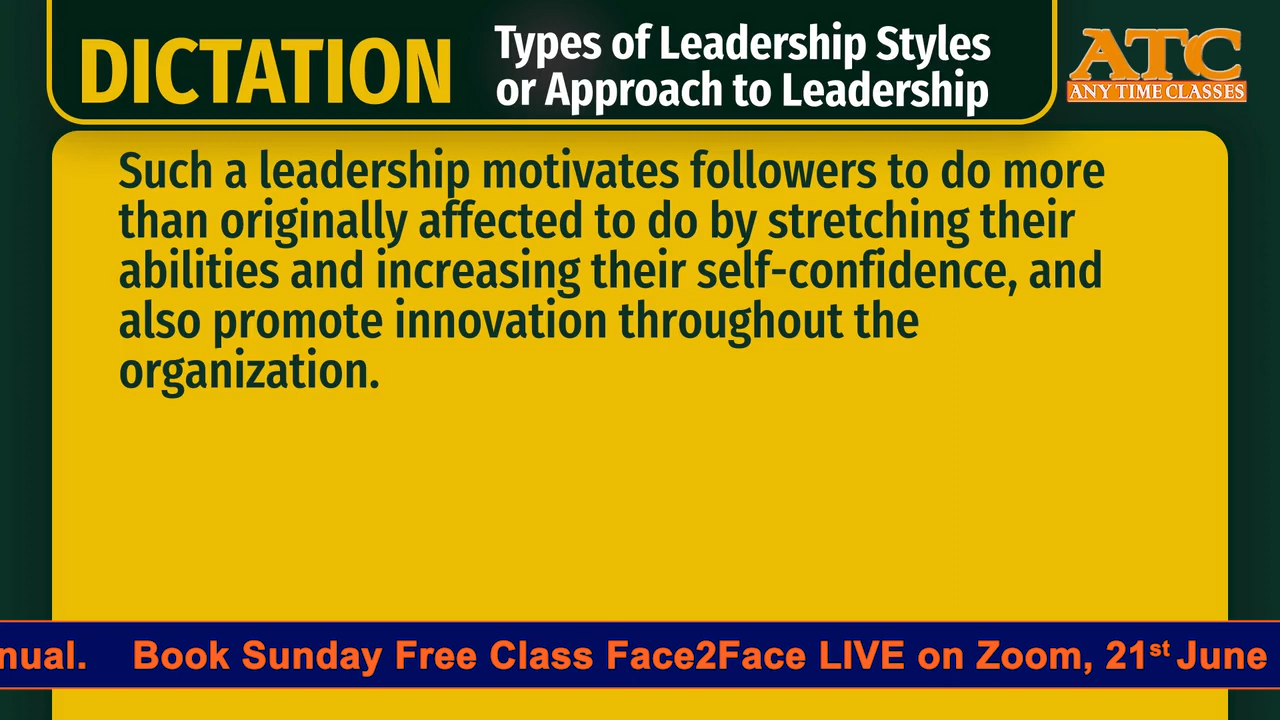 DICTATION
Types of Leadership Styles
or Approach to Leadership
ATC
ANY TIME CLASSES
Such a leadership motivates followers to do more
than originally affected to do by stretching their
abilities and increasing their self-confidence, and
also promote innovation throughout the
organization.
nual. Book Sunday Free Class Face2Face LIVE on Zoom, 21st June